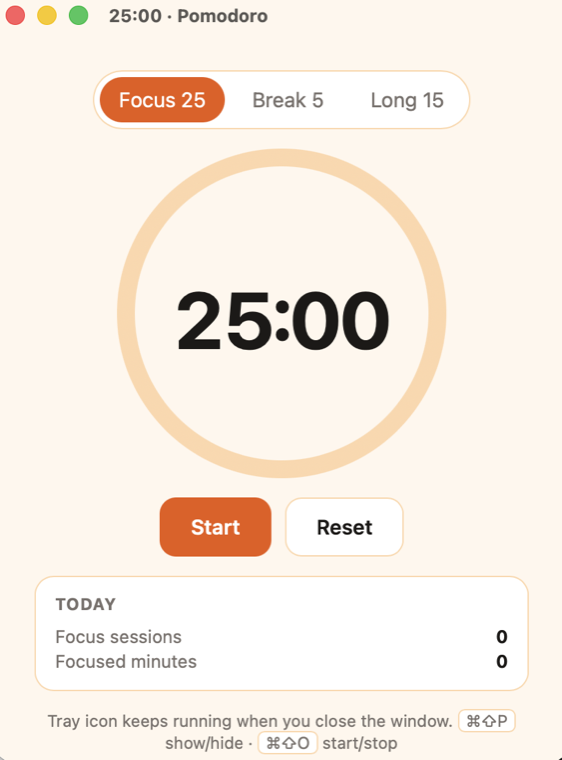 25:00 · Pomodoro
Focus 25 Break 5 Long 15
25:00
Start Reset
TODAY
Focus sessions 0
Focused minutes 0
Tray icon keeps running when you close the window. ⌘⇧P
show/hide · ⌘⇧O start/stop